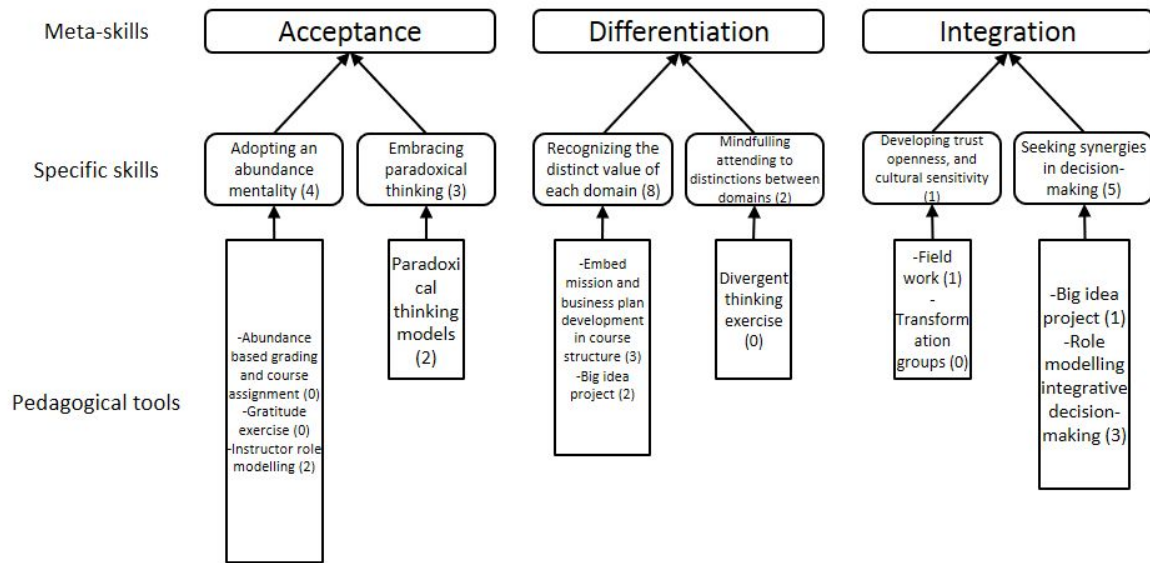 Meta-skills
Acceptance
Differentiation
Integration
Specific skills
Adopting an
abundance
mentality (4)
Embracing
paradoxical
thinking (3)
Recognizing the
distinct value of
each domain (8)
Mindfulling
attending to
distinctions between
domains (2)
Developing trust
openness, and
cultural sensitivity
(1)
Seeking synergies
in decision-
making (5)
Pedagogical tools
-Abundance
based grading
and course
assignment (0)
-Gratitude
exercise (0)
-Instructor role
modelling (2)
Paradoxi
cal
thinking
models
(2)
-Embed
mission and
business plan
development
in course
structure (3)
-Big idea
project (2)
Divergent
thinking
exercise
(0)
-Field
work (1)
-
Transform
ation
groups (0)
-Big idea
project (1)
-Role
modelling
integrative
decision-
making (3)